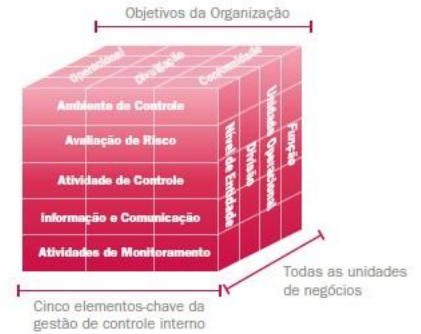 Objetivos da Organização
Operacional
Divulgação
Conformidade
Ambiente de Controle
Avaliação de Risco
Atividade de Controle
Informação e Comunicação
Atividades de Monitoramento
Nível de Entidade
Divisão
Unidade Operacional
Função
Todas as unidades
de negócios
Cinco elementos-chave da
gestão de controle interno